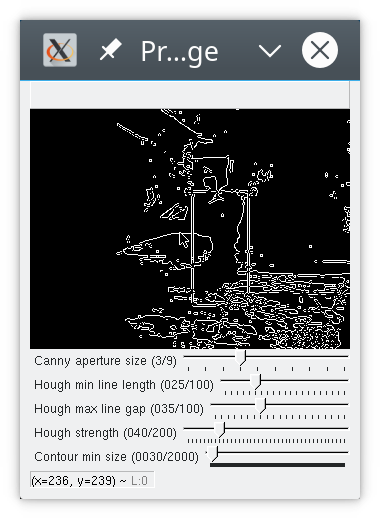 Pr...ge
Canny aperture size (3/9)
Hough min line length (025/100)
Hough max line gap (035/100)
Hough strength (040/200)
Contour min size (0030/2000)
(x=236, y=239) ~ L:0